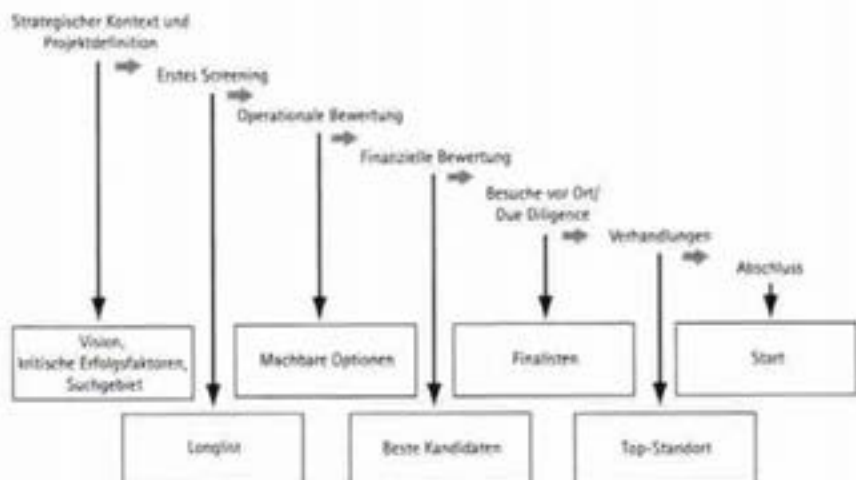 Strategischer Kontext und
Projektdefinition
Erstes Screening
Operationale Bewertung
Finanzielle Bewertung
Besuche vor Ort/
Due Diligence
Verhandlungen
Abschluss
Vision,
kritische Erfolgsfaktoren,
Suchgebiet
Machbare Optionen
Finalisten
Start
Longlist
Beste Kandidaten
Top-Standort